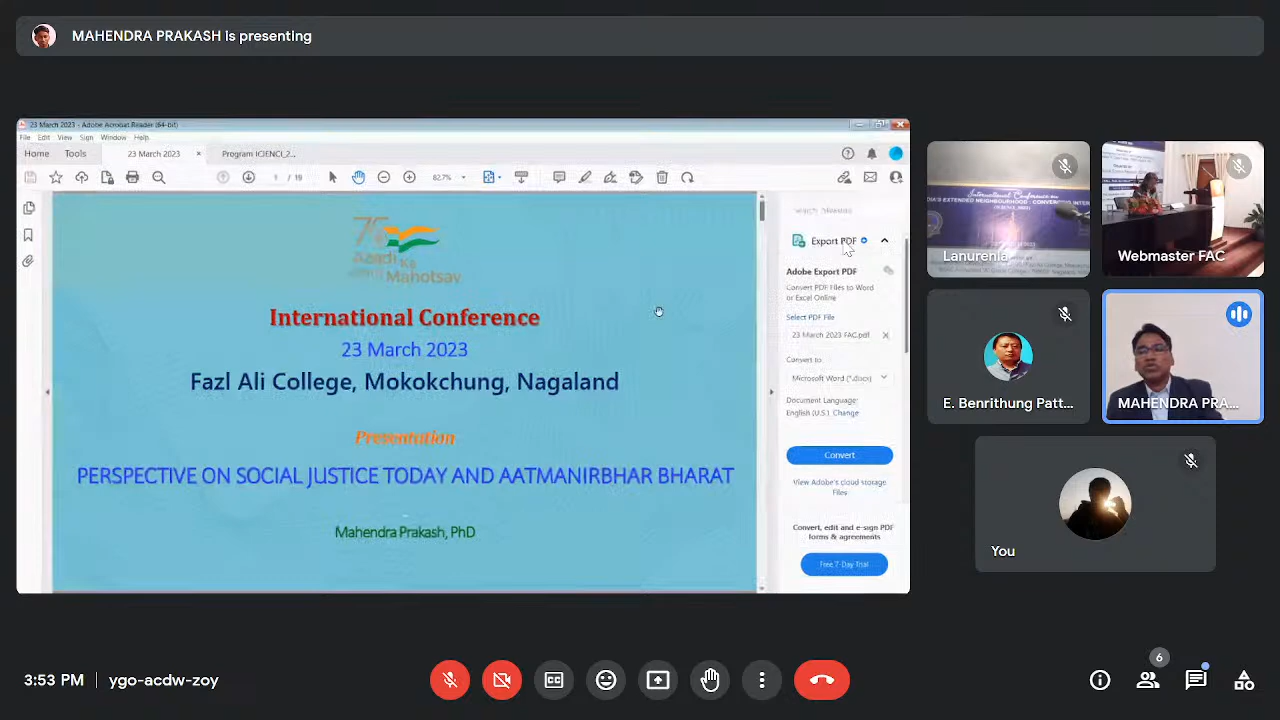 MAHENDRA PRAKASH is presenting
23 March 2023 - Adobe Acrobat Reader (64-bit)
File Edit View Sign Window Help
Home Tools 23 March 2023 × Program ICIENCI_2...
1 / 19 82.7%
76
Azadi Ka
Mahotsav
International Conference
23 March 2023
Fazl Ali College, Mokokchung, Nagaland
Presentation
PERSPECTIVE ON SOCIAL JUSTICE TODAY AND AATMANIRBHAR BHARAT
Mahendra Prakash, PhD
Export PDF
Adobe Export PDF
Convert PDF Files to Word
or Excel Online
Select PDF File
23 March 2023 FAC.pdf
Convert to
Microsoft Word (*.docx)
Document Language:
English (U.S.) Change
Convert
View Adobe's cloud storage
Files
Convert, edit and e-sign PDF
forms & agreements
Free 7-Day Trial
International Conference on
Lanurenla
Webmaster FAC
E. Benrithung Patt...
MAHENDRA PRA...
You
3:53 PM | ygo-acdw-zoy
6